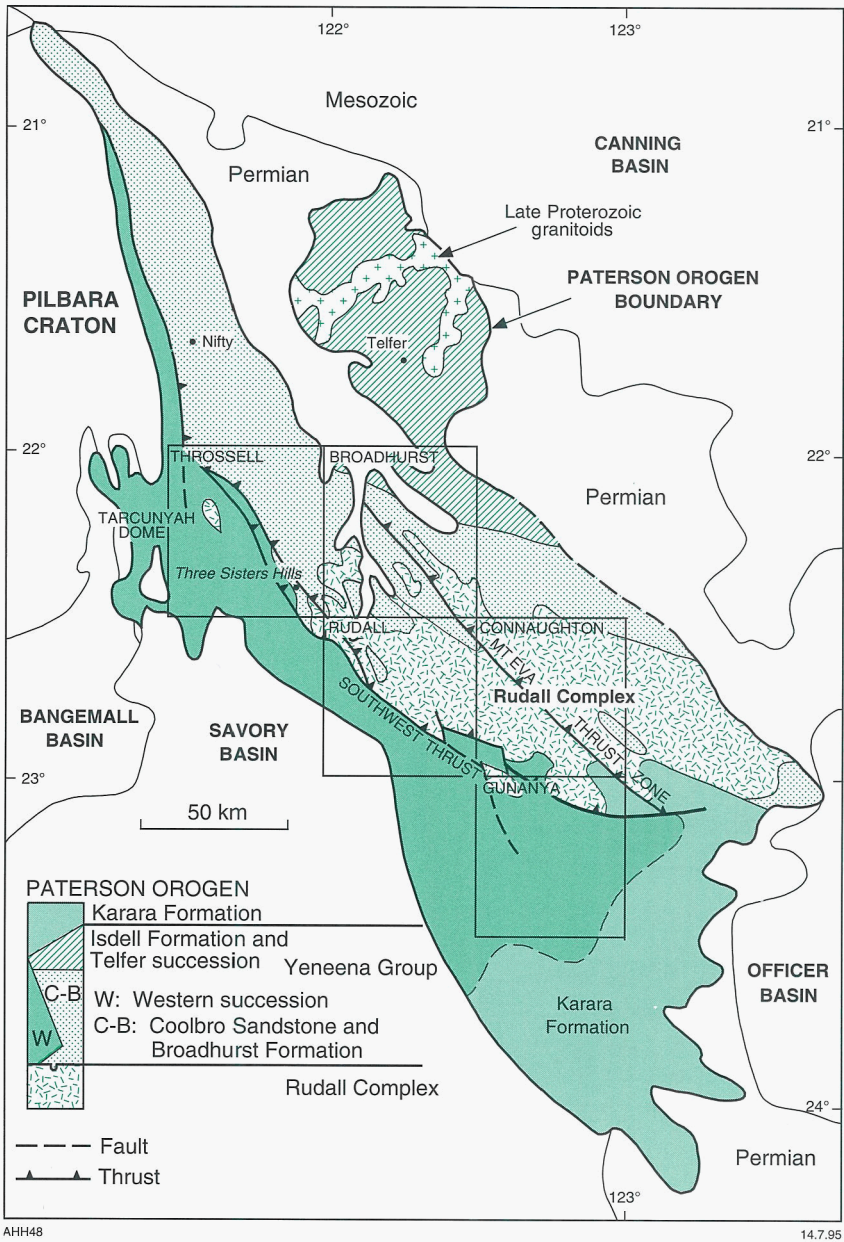 122°
123°
Mesozoic
21°
21°
CANNING
BASIN
Permian
Late Proterozoic
granitoids
PATERSON OROGEN
BOUNDARY
PILBARA
CRATON
Nifty
Telfer
22°
22°
THROSSELL
BROADHURST
Permian
TARCUNYAH
DOME
Three Sisters Hills
RUDALL
CONNAUGHTON
MT EVA
THRUST ZONE
Rudall Complex
SOUTHWEST THRUST
BANGEMALL
BASIN
SAVORY
BASIN
23°
GUNANYA
50 km
PATERSON OROGEN
Karara Formation
Isdell Formation and
Telfer succession
Yeneena Group
C-B
W: Western succession
C-B: Coolbro Sandstone and
Broadhurst Formation
W
Rudall Complex
OFFICER
BASIN
Karara
Formation
24°
Fault
Thrust
Permian
123°
AHH48
14.7.95